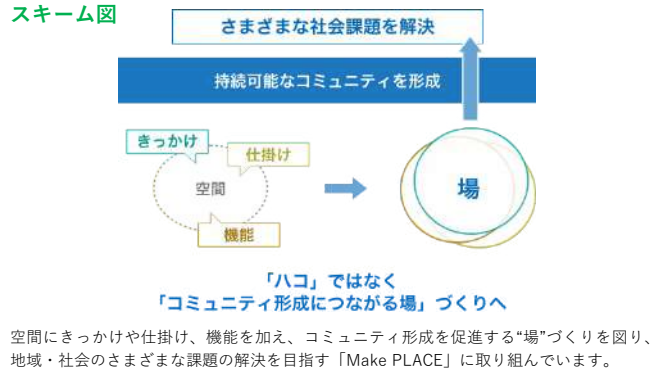 スキーム図
さまざまな社会課題を解決
持続可能なコミュニティを形成
きっかけ
仕掛け
空間
場
機能
「ハコ」ではなく
「コミュニティ形成につながる場」づくりへ
空間にきっかけや仕掛け、機能を加え、コミュニティ形成を促進する“場”づくりを図り、
地域・社会のさまざまな課題の解決を目指す「Make PLACE」に取り組んでいます。